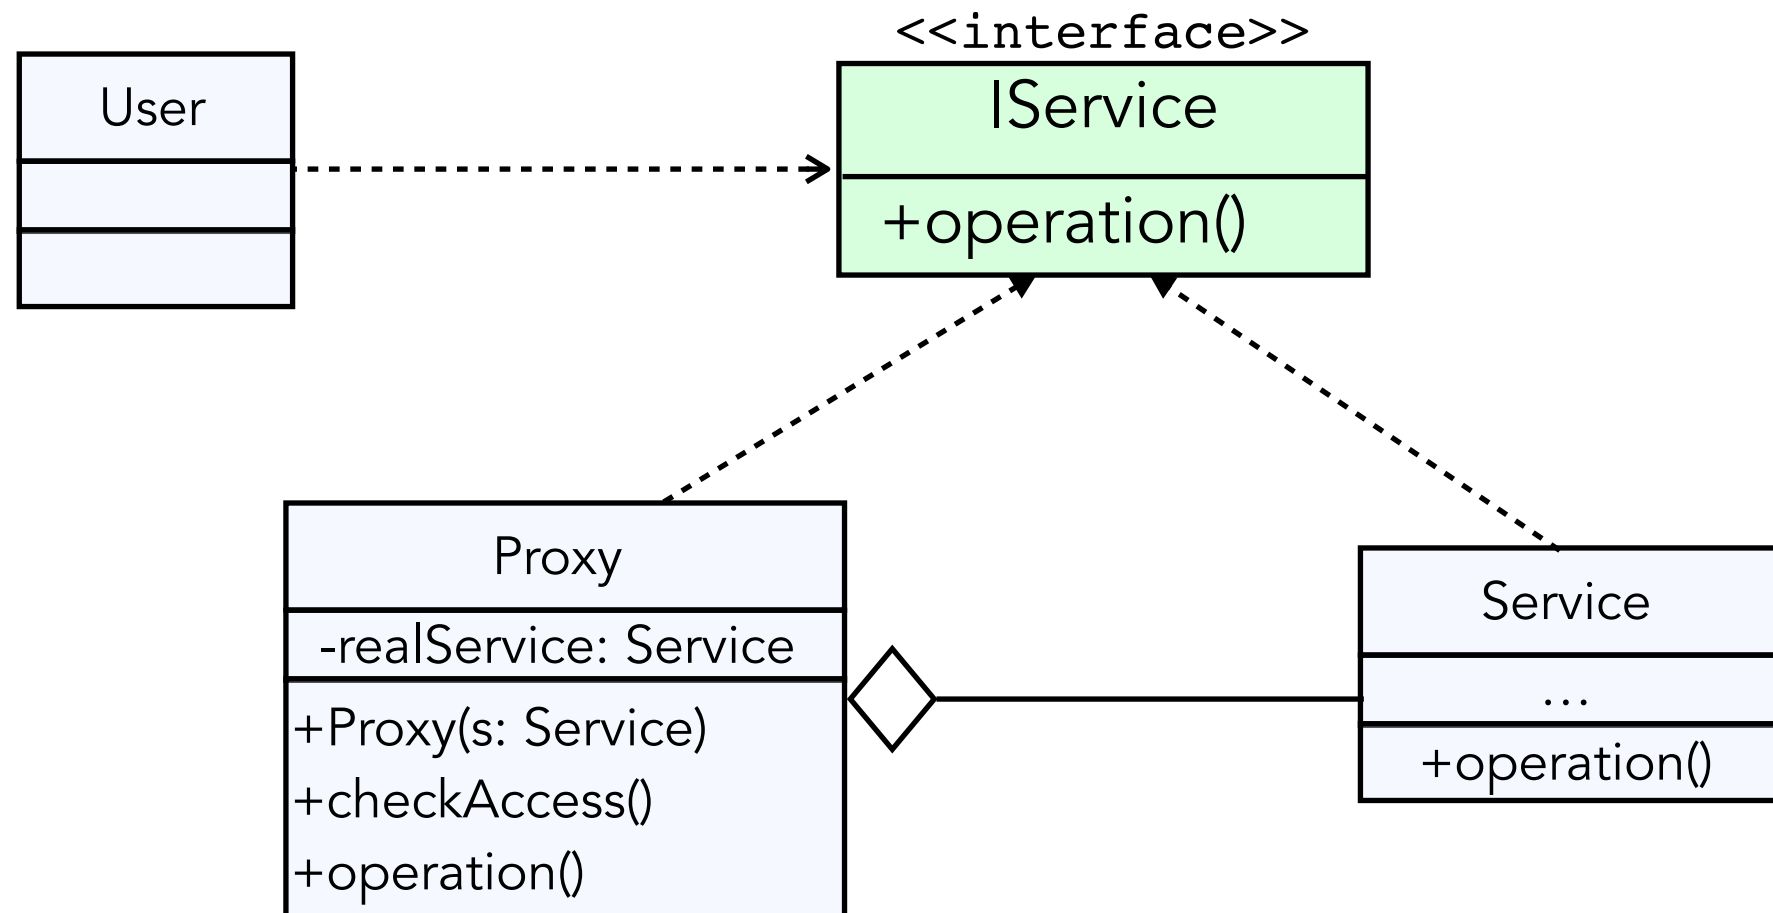 <<interface>>
User
IService
+operation()
Proxy
-realService: Service
+Proxy(s: Service)
+checkAccess()
+operation()
Service
...
+operation()